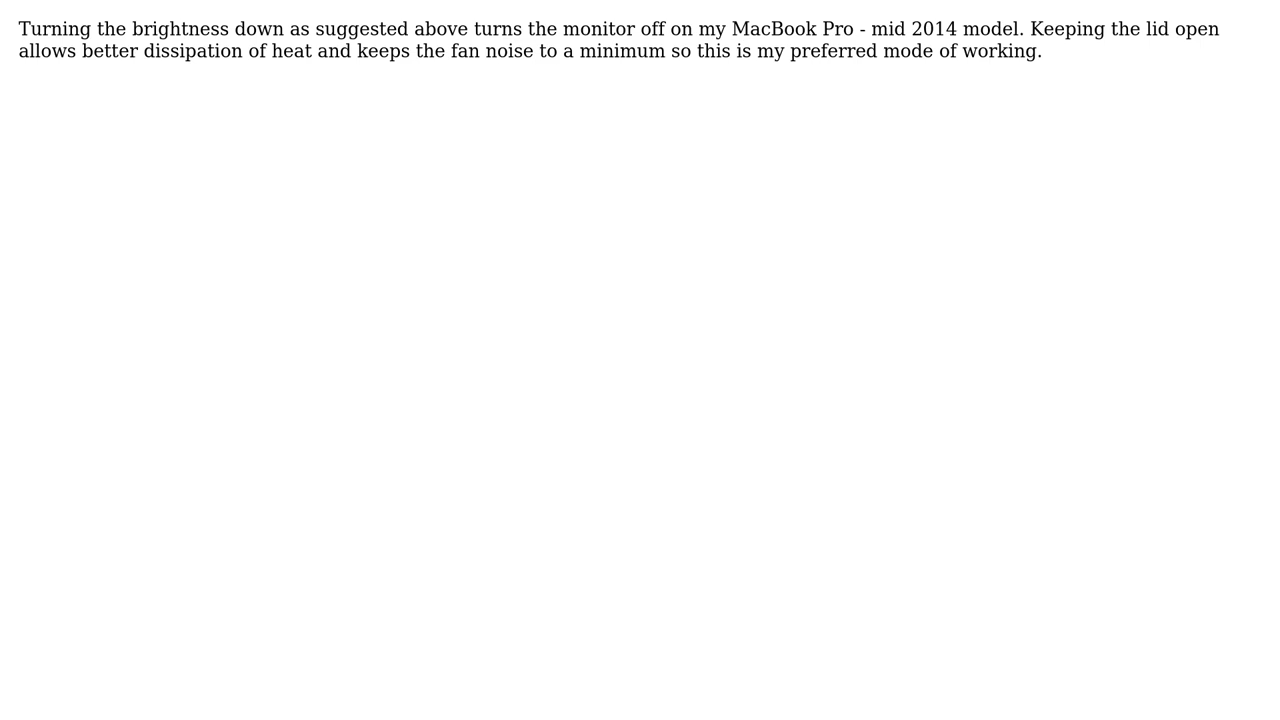 Turning the brightness down as suggested above turns the monitor off on my MacBook Pro - mid 2014 model. Keeping the lid open
allows better dissipation of heat and keeps the fan noise to a minimum so this is my preferred mode of working.